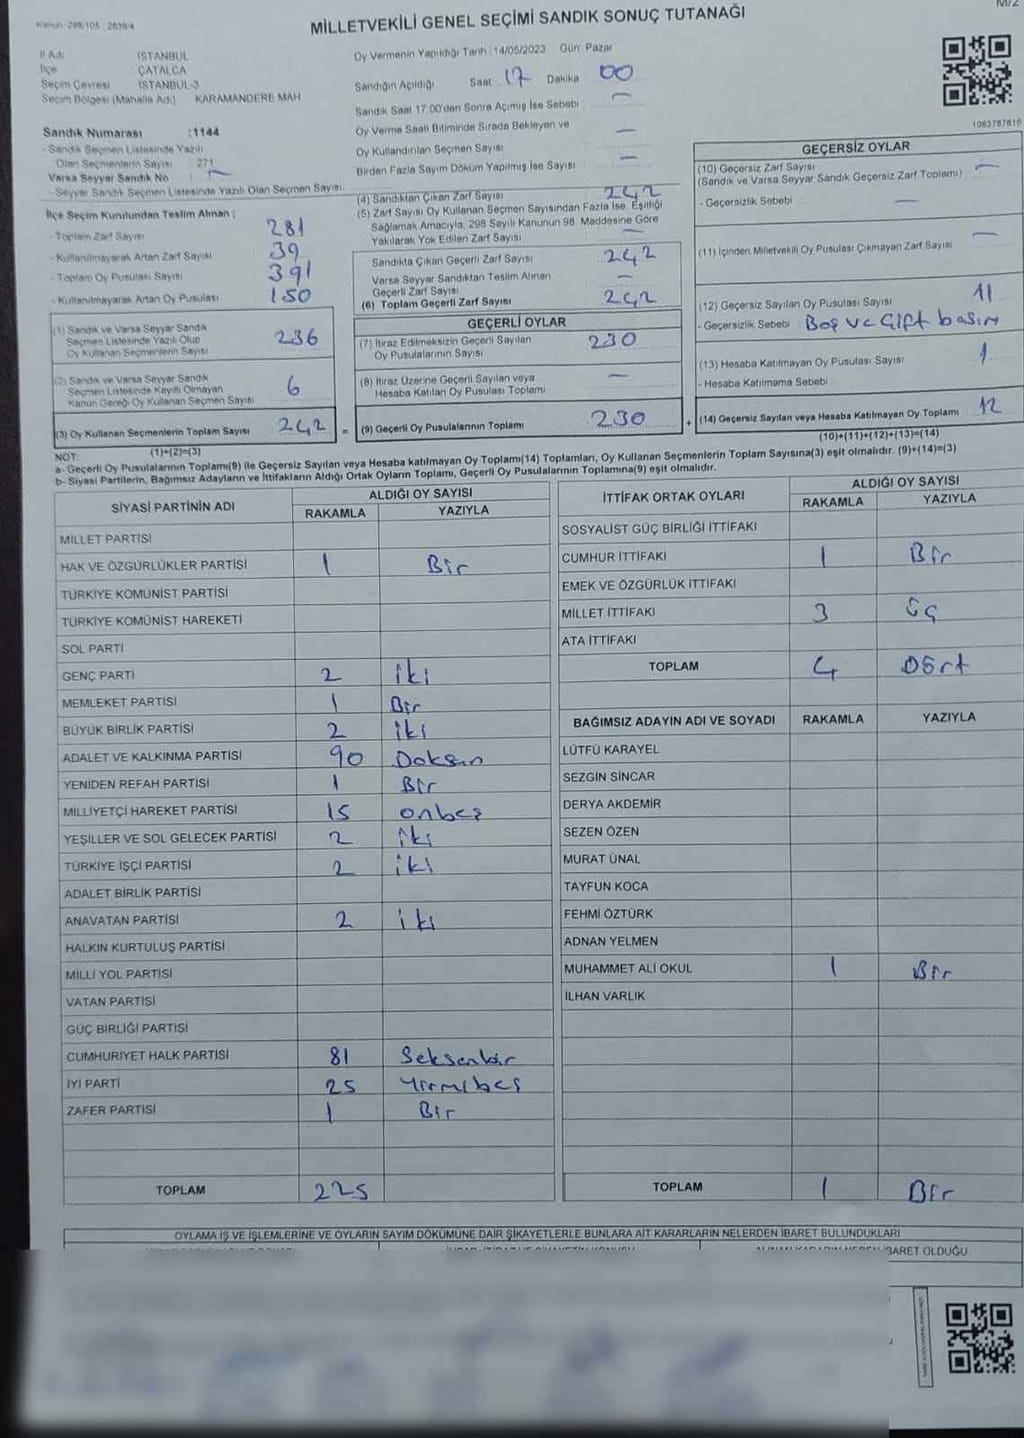 Kanun: 298/105 : 2839/4
M/2
MİLLETVEKİLİ GENEL SEÇİMİ SANDIK SONUÇ TUTANAĞI
İl Adı İSTANBUL
İlçe ÇATALCA
Seçim Çevresi İSTANBUL-3
Seçim Bölgesi (Mahalle Adı) KARAMANDERE MAH
Sandık Numarası :1144
- Sandık Seçmen Listesinde Yazılı
Olan Seçmenlerin Sayısı 271
Varsa Seyyar Sandık No : —
- Seyyar Sandık Seçmen Listesinde Yazılı Olan Seçmen Sayısı
İlçe Seçim Kurulundan Teslim Alınan ;
- Toplam Zarf Sayısı 281
- Kullanılmayarak Artan Zarf Sayısı 39
- Toplam Oy Pusulası Sayısı 391
- Kullanılmayarak Artan Oy Pusulası 150
(1) Sandık ve Varsa Seyyar Sandık
Seçmen Listesinde Yazılı Olup
Oy Kullanan Seçmenlerin Sayısı 236
(2) Sandık ve Varsa Seyyar Sandık
Seçmen Listesinde Kayıtlı Olmayan
Kanun Gereği Oy Kullanan Seçmen Sayısı 6
(3) Oy Kullanan Seçmenlerin Toplam Sayısı 242 =
(1)+(2)=(3)
Oy Vermenin Yapıldığı Tarih :14/05/2023 Gün: Pazar
Sandığın Açıldığı Saat: 17 Dakika 00
Sandık Saat 17.00'den Sonra Açımış İse Sebebi : —
Oy Verme Saati Bitiminde Sırada Bekleyen ve
Oy Kullandırılan Seçmen Sayısı —
Birden Fazla Sayım Döküm Yapılmış İse Sayısı —
(4) Sandıktan Çıkan Zarf Sayısı 242
(5) Zarf Sayısı Oy Kullanan Seçmen Sayısından Fazla İse, Eşitliği
Sağlamak Amacıyla, 298 Sayılı Kanunun 98. Maddesine Göre
Yakılarak Yok Edilen Zarf Sayısı —
Sandıkta Çıkan Geçerli Zarf Sayısı 242
Varsa Seyyar Sandıktan Teslim Alınan
Geçerli Zarf Sayısı —
(6) Toplam Geçerli Zarf Sayısı 242
GEÇERLİ OYLAR
(7) İtiraz Edilmeksizin Geçerli Sayılan
Oy Pusulalarının Sayısı 230
(8) İtiraz Üzerine Geçerli Sayılan veya
Hesaba Katılan Oy Pusulası Toplamı —
(9) Geçerli Oy Pusulalarının Toplamı 230 +
1063787816
GEÇERSİZ OYLAR
(10) Geçersiz Zarf Sayısı —
(Sandık ve Varsa Seyyar Sandık Geçersiz Zarf Toplamı)
- Geçersizlik Sebebi : —
(11) İçinden Milletvekili Oy Pusulası Çıkmayan Zarf Sayısı —
(12) Geçersiz Sayılan Oy Pusulası Sayısı 11
- Geçersizlik Sebebi : Boş ve Çift basım
(13) Hesaba Katılmayan Oy Pusulası Sayısı 1
- Hesaba Katılmama Sebebi
(14) Geçersiz Sayılan veya Hesaba Katılmayan Oy Toplamı 12
(10)+(11)+(12)+(13)=(14)
NOT:
a- Geçerli Oy Pusulalarının Toplamı(9) ile Geçersiz Sayılan veya Hesaba katılmayan Oy Toplamı(14) Toplamları, Oy Kullanan Seçmenlerin Toplam Sayısına(3) eşit olmalıdır. (9)+(14)=(3)
b- Siyasi Partilerin, Bağımsız Adayların ve İttifakların Aldığı Ortak Oyların Toplamı, Geçerli Oy Pusulalarının Toplamına(9) eşit olmalıdır.
SİYASİ PARTİNİN ADI ALDIĞI OY SAYISI
RAKAMLA YAZIYLA
MİLLET PARTİSİ
HAK VE ÖZGÜRLÜKLER PARTİSİ 1 Bir
TÜRKİYE KOMÜNİST PARTİSİ
TÜRKİYE KOMÜNİST HAREKETİ
SOL PARTİ
GENÇ PARTİ 2 iki
MEMLEKET PARTİSİ 1 Bir
BÜYÜK BİRLİK PARTİSİ 2 iki
ADALET VE KALKINMA PARTİSİ 90 Doksan
YENİDEN REFAH PARTİSİ 1 Bir
MİLLİYETÇİ HAREKET PARTİSİ 15 onbeş
YEŞİLLER VE SOL GELECEK PARTİSİ 2 iki
TÜRKİYE İŞÇİ PARTİSİ 2 iki
ADALET BİRLİK PARTİSİ
ANAVATAN PARTİSİ 2 iki
HALKIN KURTULUŞ PARTİSİ
MİLLİ YOL PARTİSİ
VATAN PARTİSİ
GÜÇ BİRLİĞİ PARTİSİ
CUMHURİYET HALK PARTİSİ 81 Seksenbir
İYİ PARTİ 25 Yirmibeş
ZAFER PARTİSİ 1 Bir
TOPLAM 225
İTTİFAK ORTAK OYLARI ALDIĞI OY SAYISI
RAKAMLA YAZIYLA
SOSYALİST GÜÇ BİRLİĞİ İTTİFAKI
CUMHUR İTTİFAKI 1 Bir
EMEK VE ÖZGÜRLÜK İTTİFAKI
MİLLET İTTİFAKI 3 Üç
ATA İTTİFAKI
TOPLAM 4 Dört
BAĞIMSIZ ADAYIN ADI VE SOYADI RAKAMLA YAZIYLA
LÜTFÜ KARAYEL
SEZGİN SİNCAR
DERYA AKDEMİR
SEZEN ÖZEN
MURAT ÜNAL
TAYFUN KOCA
FEHMİ ÖZTÜRK
ADNAN YELMEN
MUHAMMET ALİ OKUL 1 Bir
İLHAN VARLIK
TOPLAM 1 Bir
OYLAMA İŞ VE İŞLEMLERİNE VE OYLARIN SAYIM DÖKÜMÜNE DAİR ŞİKAYETLERLE BUNLARA AİT KARARLARIN NELERDEN İBARET BULUNDUKLARI
İBARET OLDUĞU